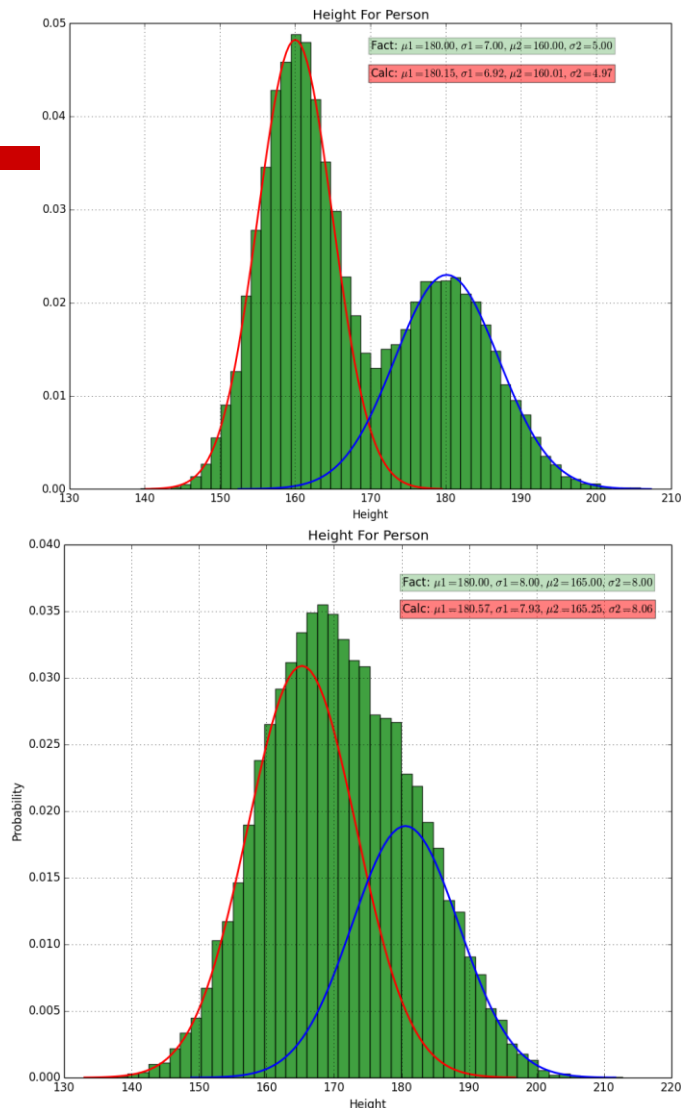 Height For Person
Fact: μ1=180.00, σ1=7.00, μ2=160.00, σ2=5.00
Calc: μ1=180.15, σ1=6.92, μ2=160.01, σ2=4.97
0.05
0.04
0.03
0.02
0.01
0.00
130 140 150 160 170 180 190 200 210
Height
Height For Person
Fact: μ1=180.00, σ1=8.00, μ2=165.00, σ2=8.00
Calc: μ1=180.57, σ1=7.93, μ2=165.25, σ2=8.06
0.040
0.035
0.030
0.025
0.020
0.015
0.010
0.005
0.000
Probability
130 140 150 160 170 180 190 200 210 220
Height